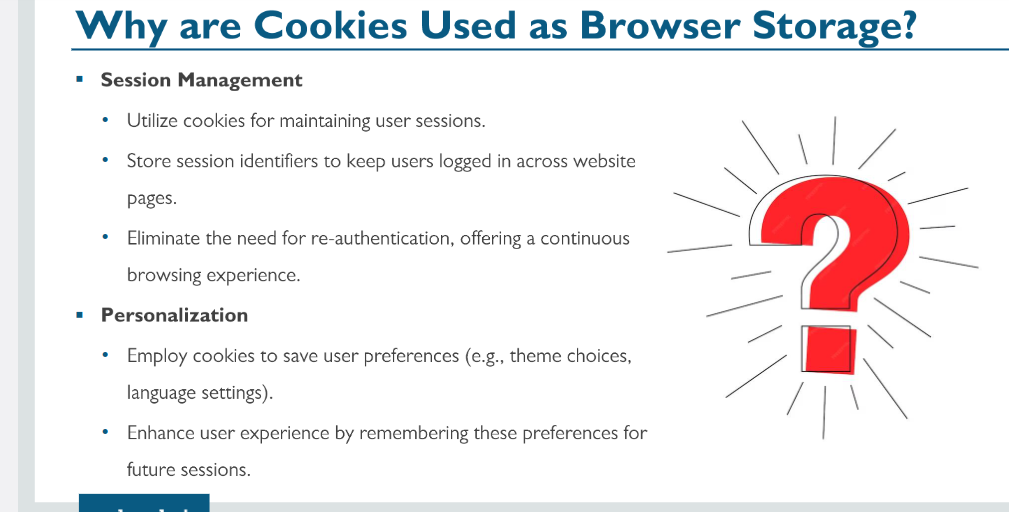 Why are Cookies Used as Browser Storage?
▪ Session Management
• Utilize cookies for maintaining user sessions.
• Store session identifiers to keep users logged in across website
pages.
• Eliminate the need for re-authentication, offering a continuous
browsing experience.
▪ Personalization
• Employ cookies to save user preferences (e.g., theme choices,
language settings).
• Enhance user experience by remembering these preferences for
future sessions.